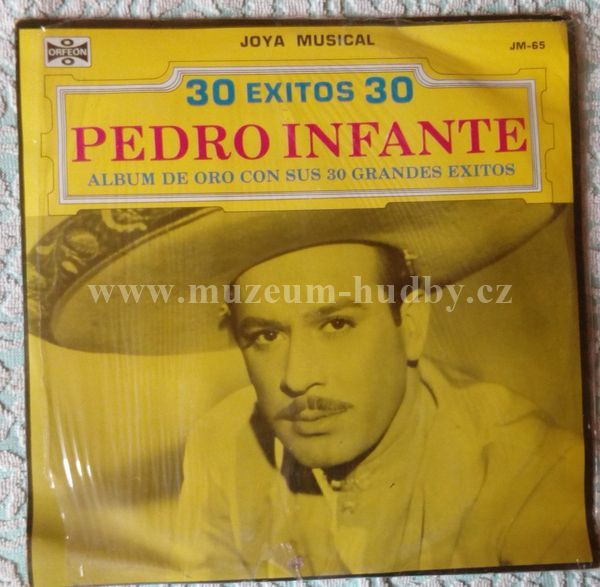 ORFEON
JOYA MUSICAL
JM-65
30 EXITOS 30
PEDRO INFANTE
ALBUM DE ORO CON SUS 30 GRANDES EXITOS
www.muzeum-hudby.cz